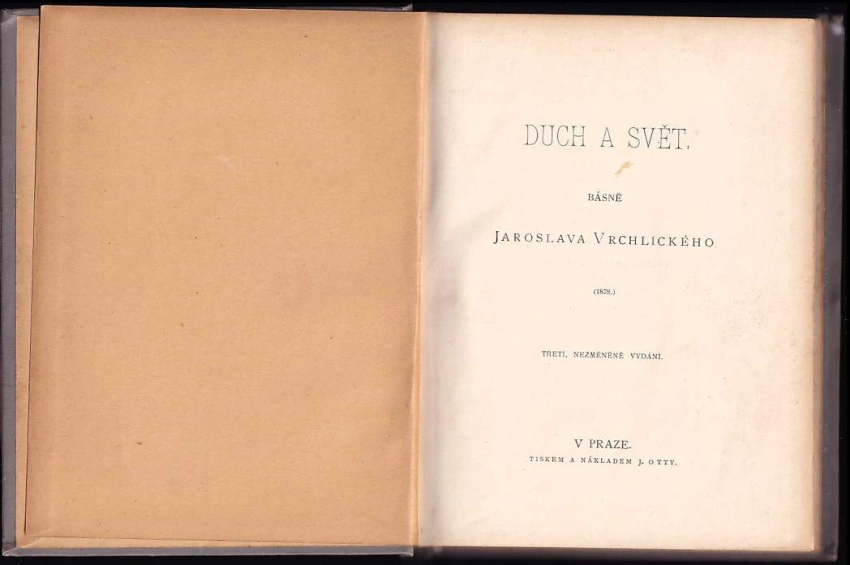 DUCH A SVĚT.
BÁSNĚ
JAROSLAVA VRCHLICKÉHO
(1878.)
TŘETÍ, NEZMĚNĚNÉ VYDÁNÍ.
V PRAZE.
TISKEM A NÁKLADEM J. OTTY.